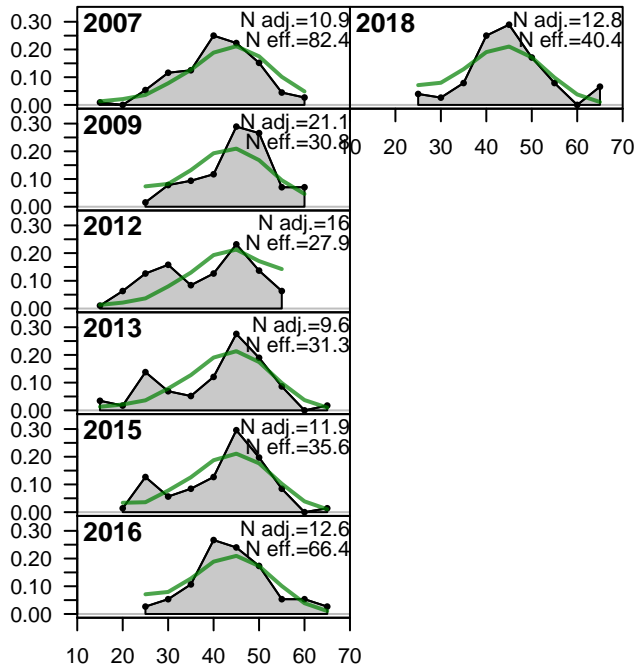 0.30
0.20
0.10
0.00
2007
N adj.=10.9
N eff.=82.4
2018
N adj.=12.8
N eff.=40.4
0.30
0.20
0.10
0.00
2009
N adj.=21.1
N eff.=30.8
10 20 30 40 50 60 70
0.30
0.20
0.10
0.00
2012
N adj.=16
N eff.=27.9
0.30
0.20
0.10
0.00
2013
N adj.=9.6
N eff.=31.3
0.30
0.20
0.10
0.00
2015
N adj.=11.9
N eff.=35.6
0.30
0.20
0.10
0.00
2016
N adj.=12.6
N eff.=66.4
10 20 30 40 50 60 70